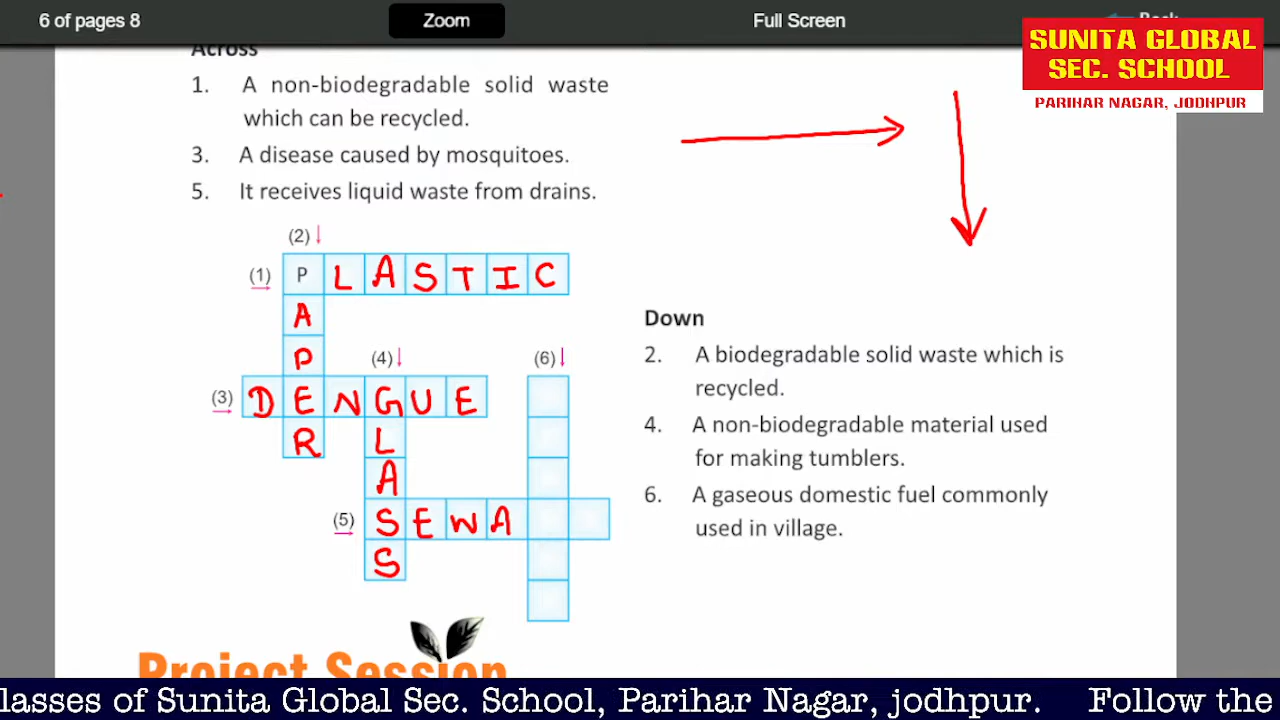 6 of pages 8
Zoom
Full Screen
Back
SUNITA GLOBAL
SEC. SCHOOL
PARIHAR NAGAR, JODHPUR
Across
1. A non-biodegradable solid waste
which can be recycled.
3. A disease caused by mosquitoes.
5. It receives liquid waste from drains.
(2)
(1) P L A S T I C
A
P
(4)
(6)
(3) D E N G U E
R L
A
(5) S E W A
S
Down
2. A biodegradable solid waste which is
recycled.
4. A non-biodegradable material used
for making tumblers.
6. A gaseous domestic fuel commonly
used in village.
Project Session
lasses of Sunita Global Sec. School, Parihar Nagar, jodhpur. Follow the